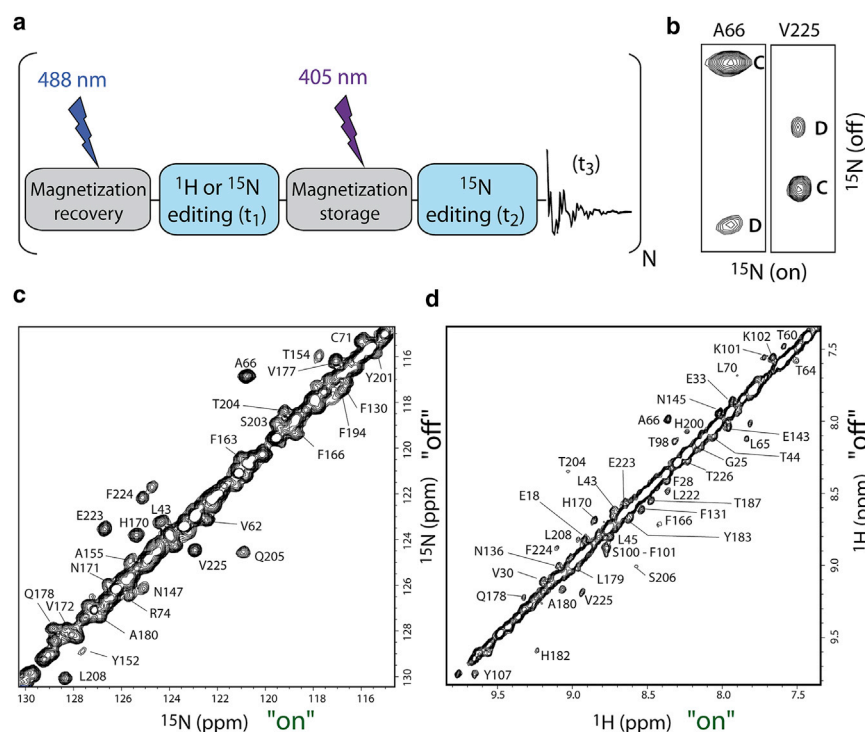 a
488 nm
405 nm
Magnetization
recovery
¹H or ¹⁵N
editing (t₁)
Magnetization
storage
¹⁵N
editing (t₂)
(t₃)
N
b
A66 V225
C
D
D
C
¹⁵N (off)
¹⁵N (on)
c
C71
T154
V177
A66
Y201
F130
T204
S203
F194
F166
F163
F224
L43
E223
H170
V62
A155
V225
Q205
N171
N147
Q178
R74
V172
A180
Y152
L208
116
118
120
122
124
126
128
130
¹⁵N (ppm) "off"
130 128 126 124 122 120 118 116
¹⁵N (ppm) "on"
d
K102 T60
K101
L70
T64
E33
N145
A66
H200
E143
T98
L65
T44
G25
T204
E223
T226
L43
F28
L222
E18
H170
T187
F131
L208
F166
L45
Y183
N136
F224
S100 - F101
V30
L179
S206
Q178
A180
V225
H182
Y107
7.5
8.0
8.5
9.0
9.5
¹H (ppm) "off"
9.0 8.5 8.0 7.5
¹H (ppm) "on"